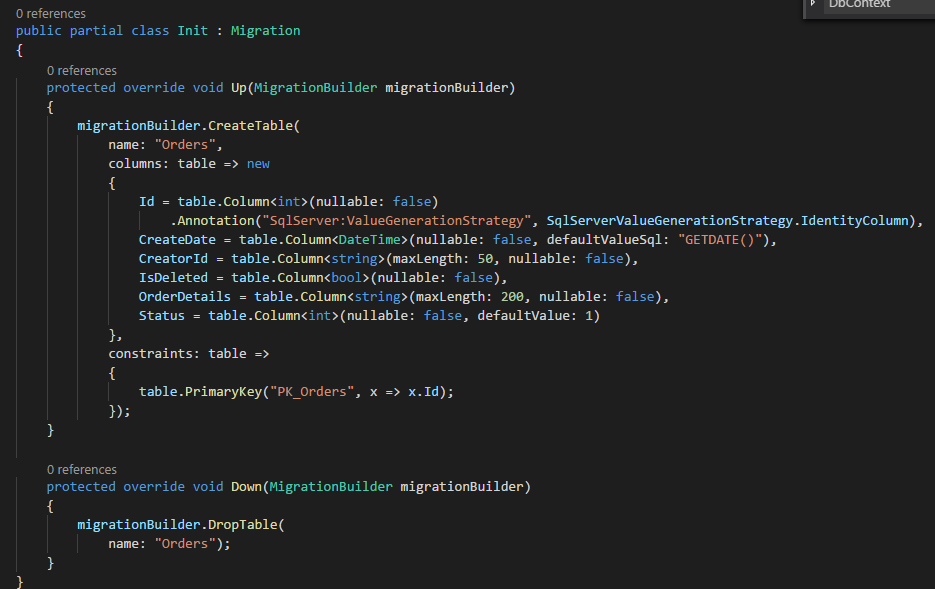 DbContext
0 references
public partial class Init : Migration
{
0 references
protected override void Up(MigrationBuilder migrationBuilder)
{
migrationBuilder.CreateTable(
name: "Orders",
columns: table => new
{
Id = table.Column<int>(nullable: false)
.Annotation("SqlServer:ValueGenerationStrategy", SqlServerValueGenerationStrategy.IdentityColumn),
CreateDate = table.Column<DateTime>(nullable: false, defaultValueSql: "GETDATE()"),
CreatorId = table.Column<string>(maxLength: 50, nullable: false),
IsDeleted = table.Column<bool>(nullable: false),
OrderDetails = table.Column<string>(maxLength: 200, nullable: false),
Status = table.Column<int>(nullable: false, defaultValue: 1)
},
constraints: table =>
{
table.PrimaryKey("PK_Orders", x => x.Id);
});
}
0 references
protected override void Down(MigrationBuilder migrationBuilder)
{
migrationBuilder.DropTable(
name: "Orders");
}
}